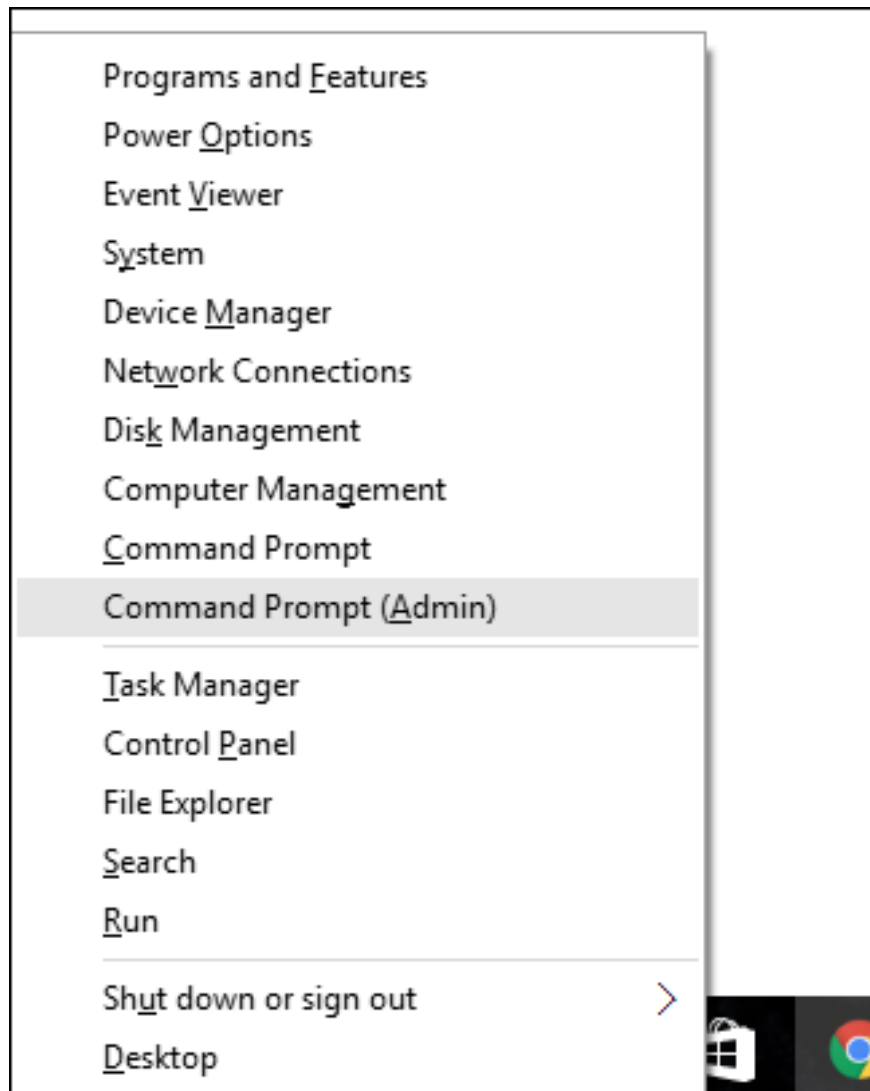 Programs and Features
Power Options
Event Viewer
System
Device Manager
Network Connections
Disk Management
Computer Management
Command Prompt
Command Prompt (Admin)
Task Manager
Control Panel
File Explorer
Search
Run
Shut down or sign out
Desktop